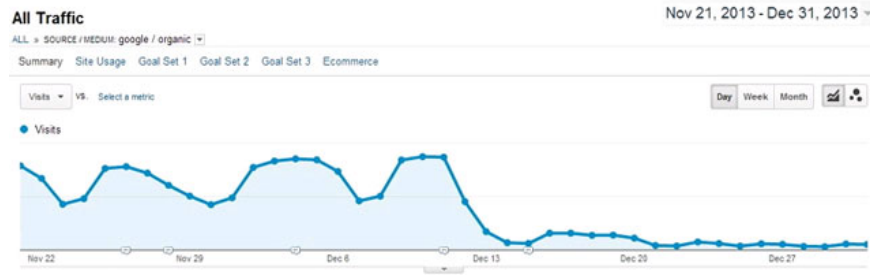 All Traffic
Nov 21, 2013 - Dec 31, 2013
ALL » SOURCE / MEDIUM: google / organic
Summary Site Usage Goal Set 1 Goal Set 2 Goal Set 3 Ecommerce
Visits VS. Select a metric
Day Week Month
Visits
Nov 22 Nov 29 Dec 6 Dec 13 Dec 20 Dec 27